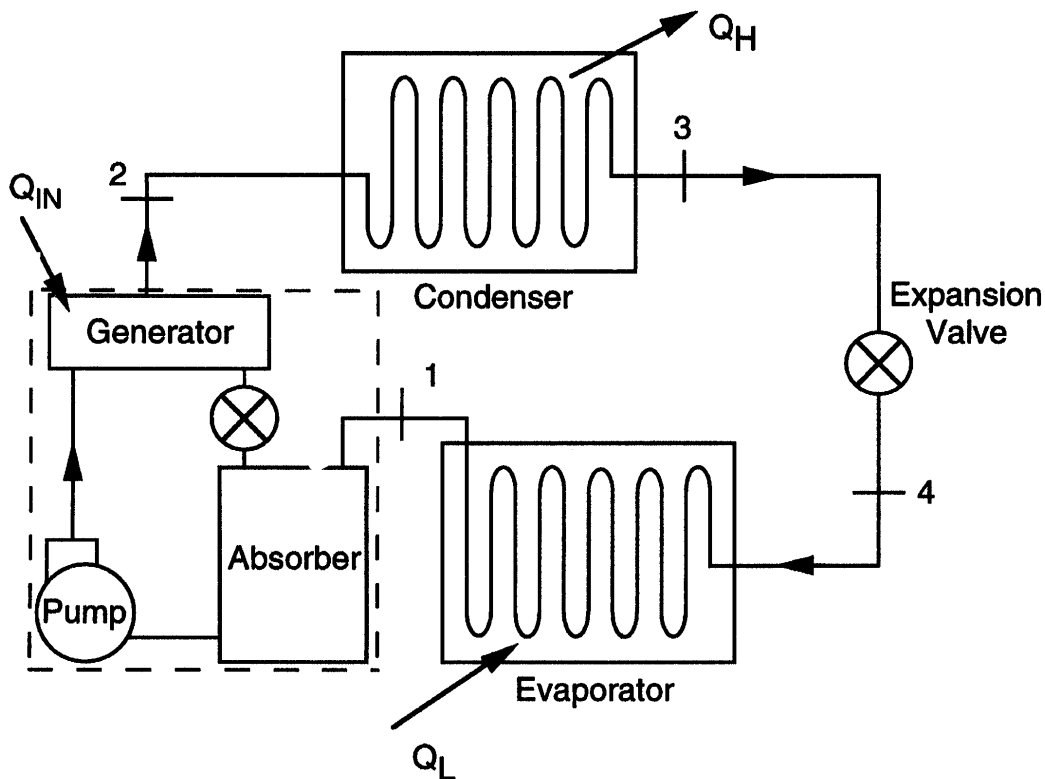 Q_H
3
2
Q_IN
Condenser
Expansion
Valve
Generator
1
4
Absorber
Pump
Evaporator
Q_L